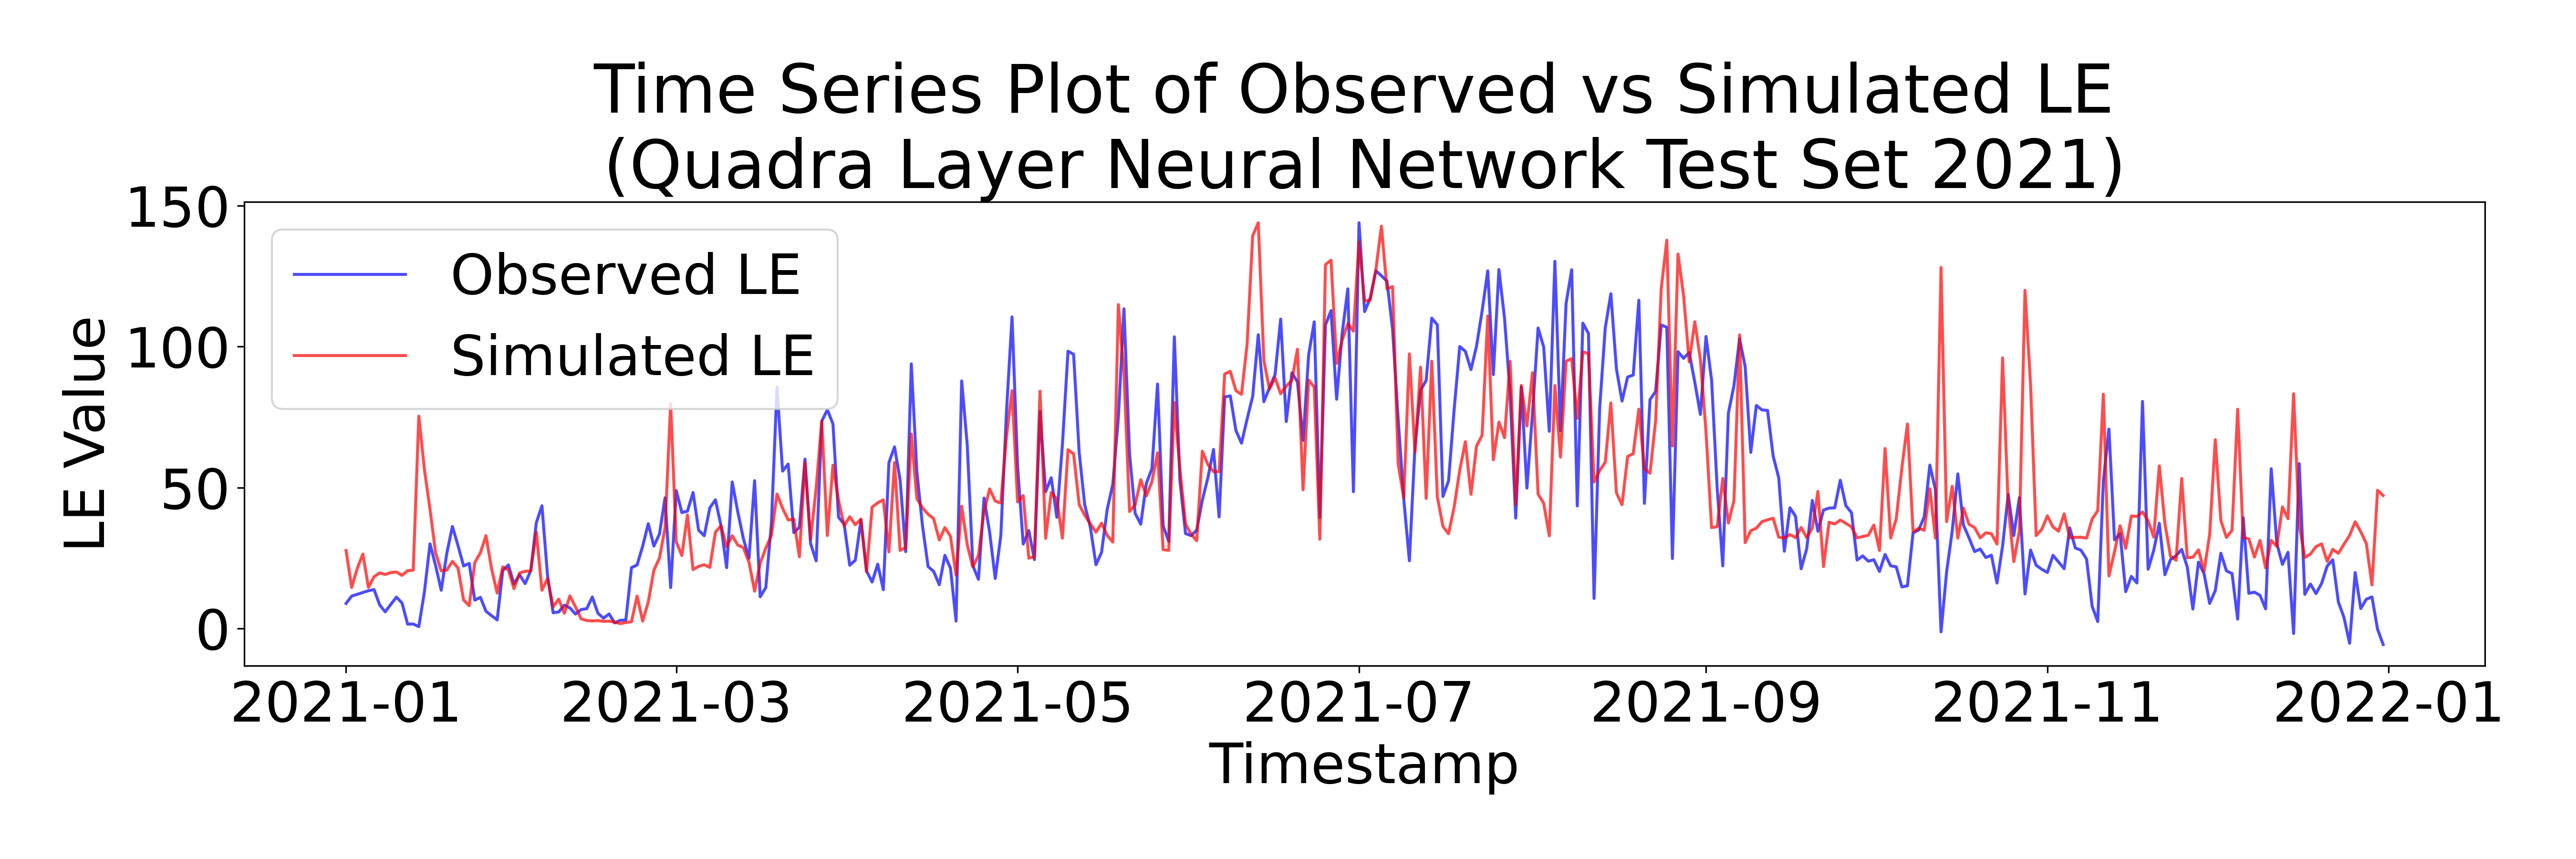 Time Series Plot of Observed vs Simulated LE
(Quadra Layer Neural Network Test Set 2021)
150
100
50
0
LE Value
Observed LE
Simulated LE
2021-01 2021-03 2021-05 2021-07 2021-09 2021-11 2022-01
Timestamp